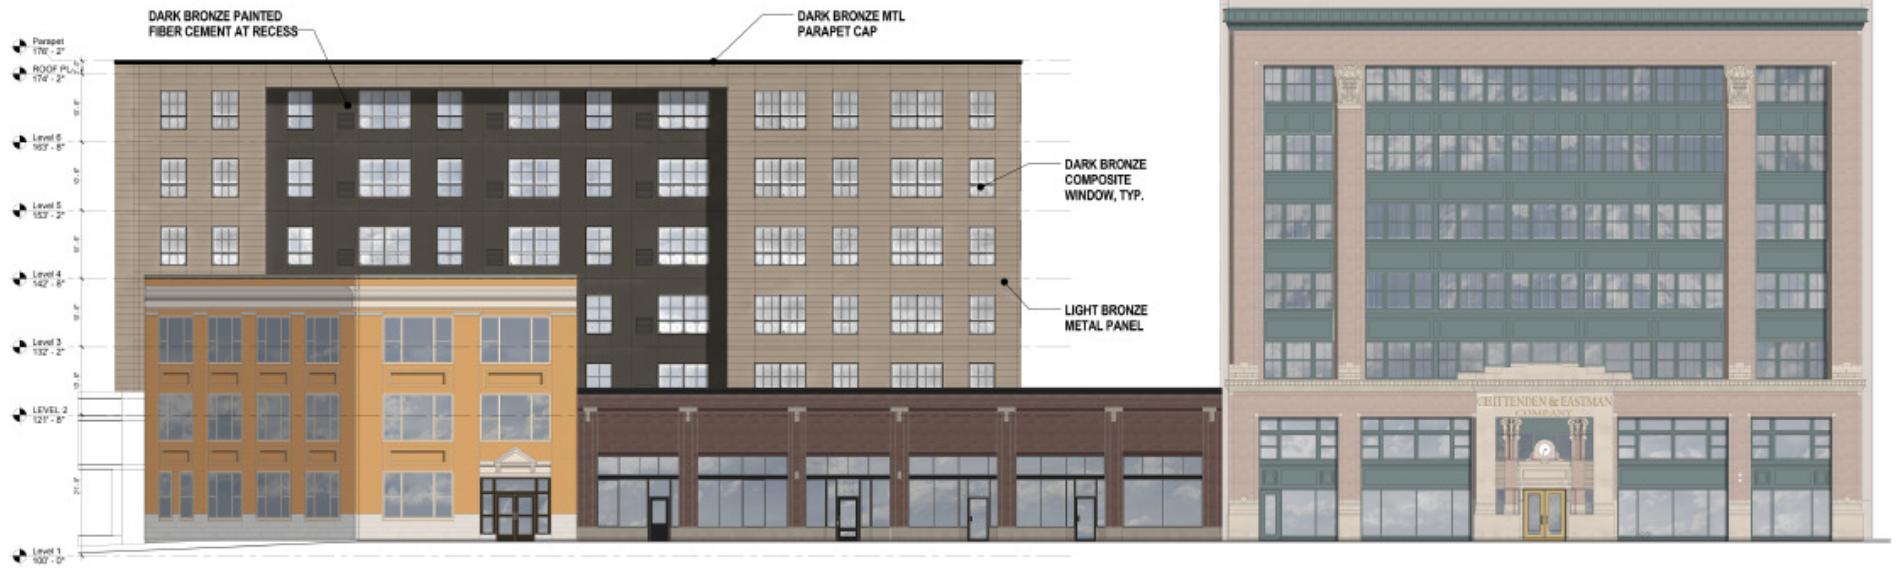 DARK BRONZE PAINTED
FIBER CEMENT AT RECESS
DARK BRONZE MTL
PARAPET CAP
Parapet
176' - 2"
ROOF PL
174' - 2"
Level 6
163' - 8"
DARK BRONZE
COMPOSITE
WINDOW, TYP.
Level 5
153' - 2"
Level 4
142' - 8"
LIGHT BRONZE
METAL PANEL
Level 3
132' - 2"
LEVEL 2
121' - 8"
CHITTENDEN & EASTMAN
COMPANY
Level 1
100' - 0"